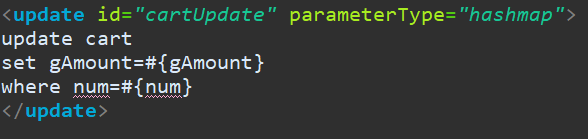 <update id="cartUpdate" parameterType="hashmap">
update cart
set gAmount=#{gAmount}
where num=#{num}
</update>